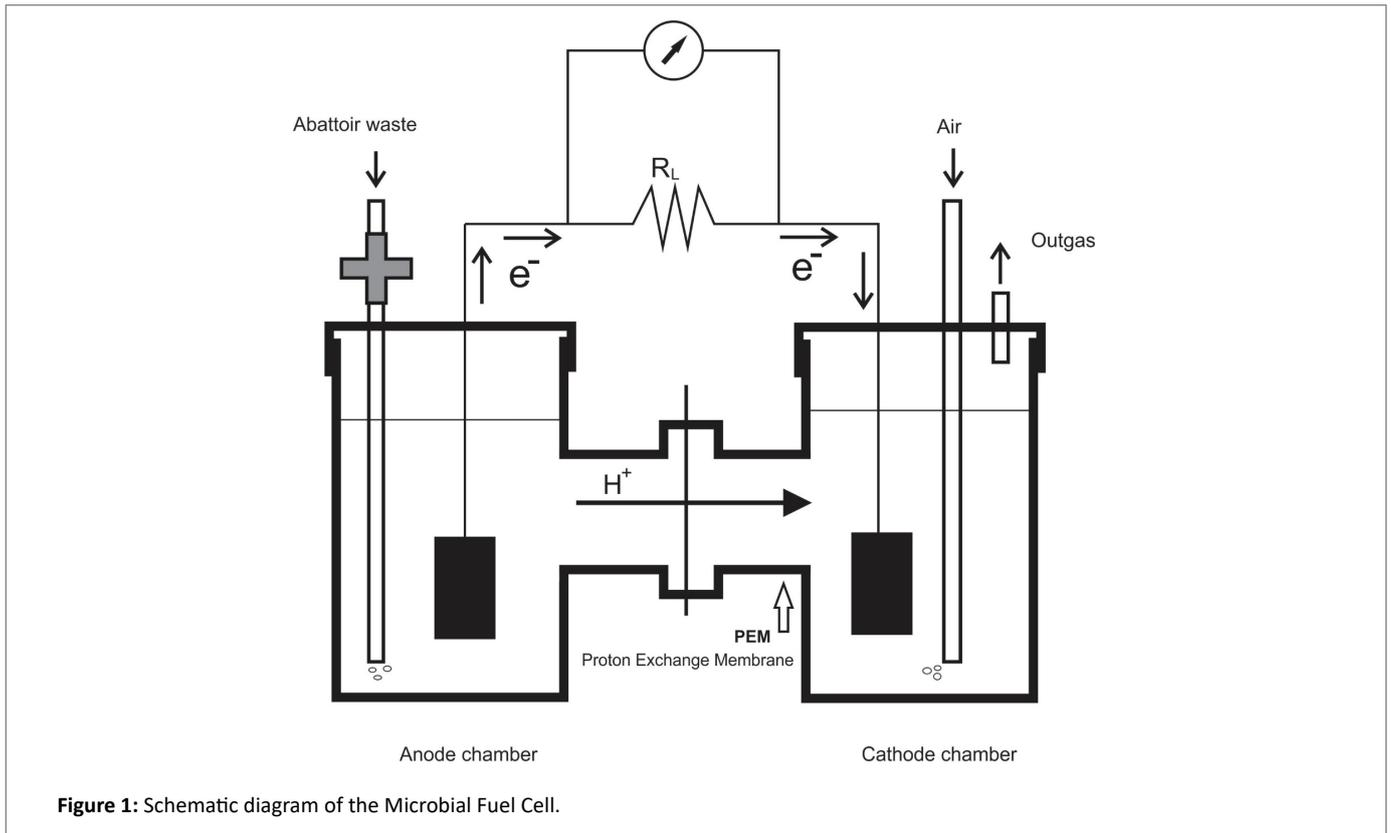 Abattoir waste
Air
R_L
Outgas
e⁻
e⁻
H⁺
PEM
Proton Exchange Membrane
Anode chamber
Cathode chamber
Figure 1: Schematic diagram of the Microbial Fuel Cell.